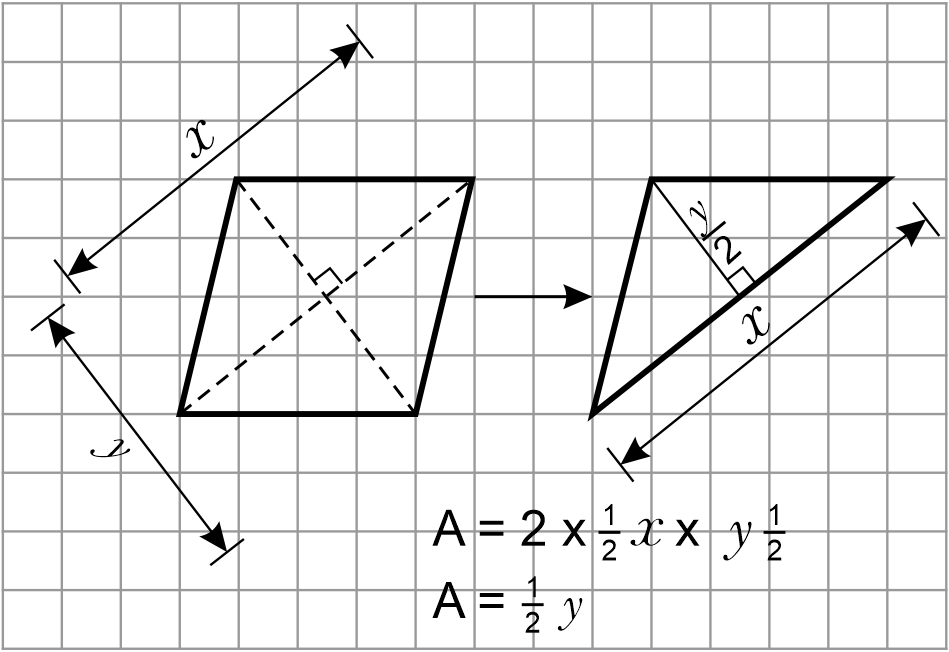 x
y
y/2
x
A = 2 x ½ x x y ½
A = ½ y